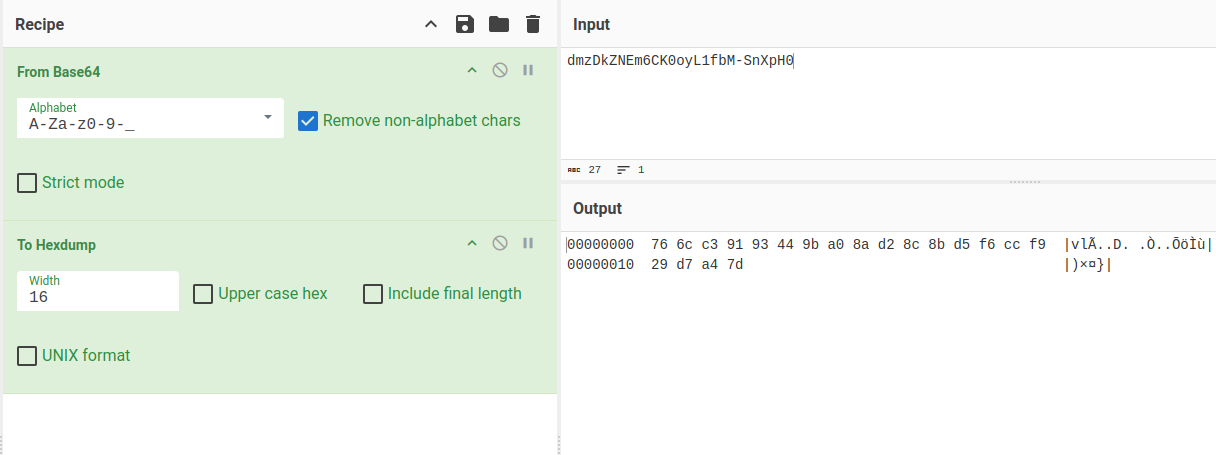 Recipe
From Base64
Alphabet
A-Za-z0-9-_
Remove non-alphabet chars
Strict mode
To Hexdump
Width
16
Upper case hex
Include final length
UNIX format
Input
dmzDkZNEm6CK0oyL1fbM-SnXpH0
ABC 27 1
Output
00000000 76 6c c3 91 93 44 9b a0 8a d2 8c 8b d5 f6 cc f9 |vlÃ..D. .Ò..ÕöÌù|
00000010 29 d7 a4 7d |)×¤}|